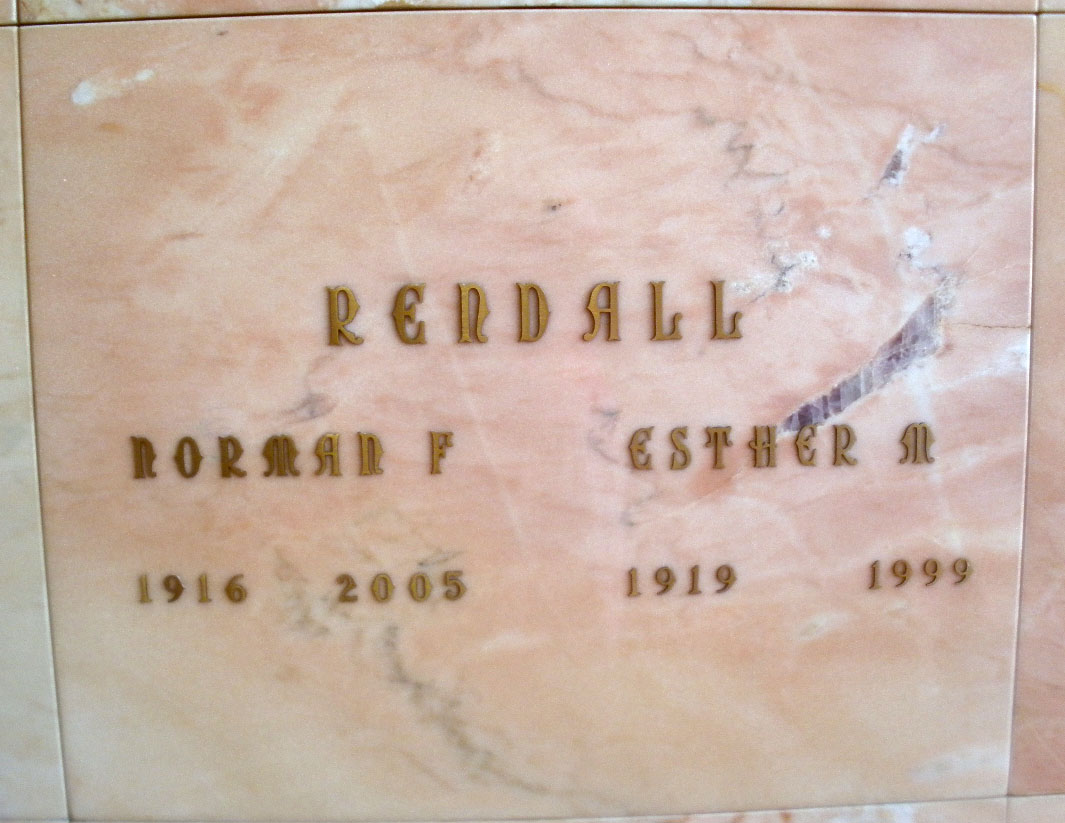 RENDALL
NORMAN F ESTHER M
1916 2005 1919 1999